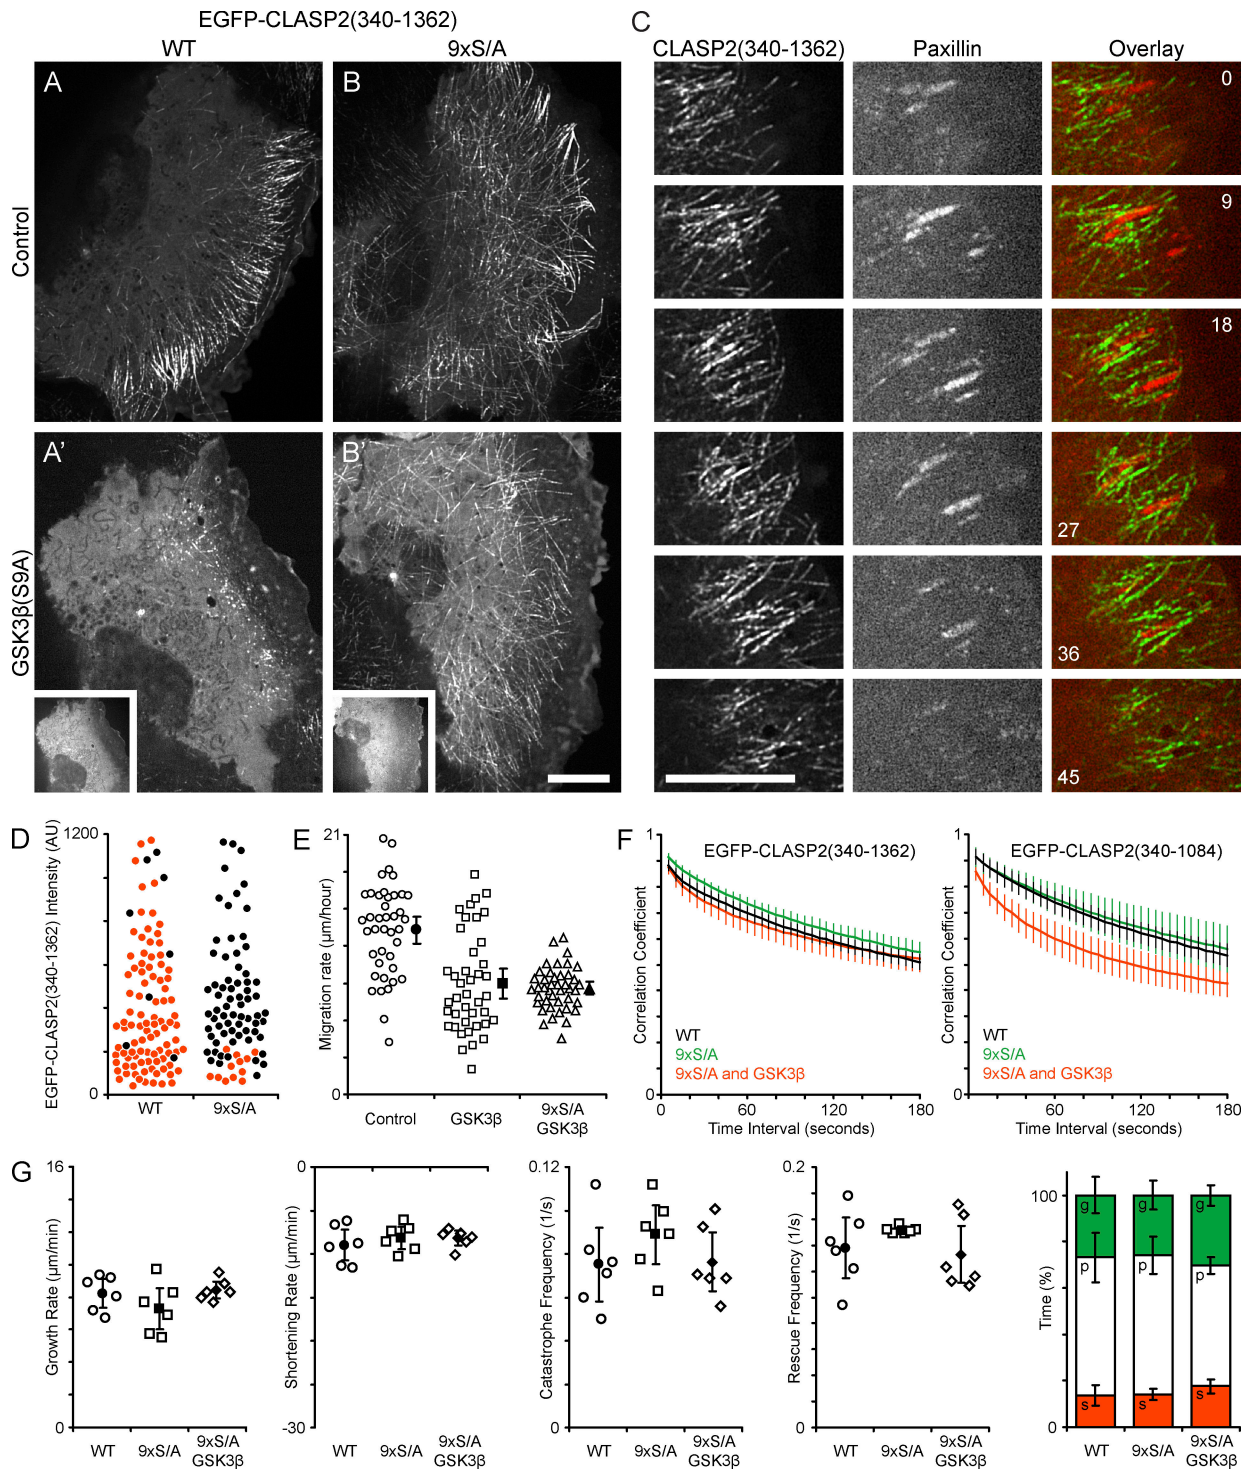 EGFP-CLASP2(340-1362)
WT
9xS/A
Control
GSK3β(S9A)
A
B
A'
B'
C
CLASP2(340-1362)
Paxillin
Overlay
0
9
18
27
36
45
D
EGFP-CLASP2(340-1362) Intensity (AU)
1200
0
WT
9xS/A
E
Migration rate (μm/hour)
21
0
Control
GSK3β
9xS/A
GSK3β
F
Correlation Coefficient
1
0
EGFP-CLASP2(340-1362)
WT
9xS/A
9xS/A and GSK3β
0
60
120
180
Time Interval (seconds)
Correlation Coefficient
1
0
EGFP-CLASP2(340-1084)
WT
9xS/A
9xS/A and GSK3β
60
120
180
Time Interval (seconds)
G
Growth Rate (μm/min)
16
0
WT
9xS/A
9xS/A
GSK3β
Shortening Rate (μm/min)
0
-30
WT
9xS/A
9xS/A
GSK3β
Catastrophe Frequency (1/s)
0.12
0
WT
9xS/A
9xS/A
GSK3β
Rescue Frequency (1/s)
0.2
0
WT
9xS/A
9xS/A
GSK3β
Time (%)
100
0
g
g
g
p
p
p
s
s
s
WT
9xS/A
9xS/A
GSK3β